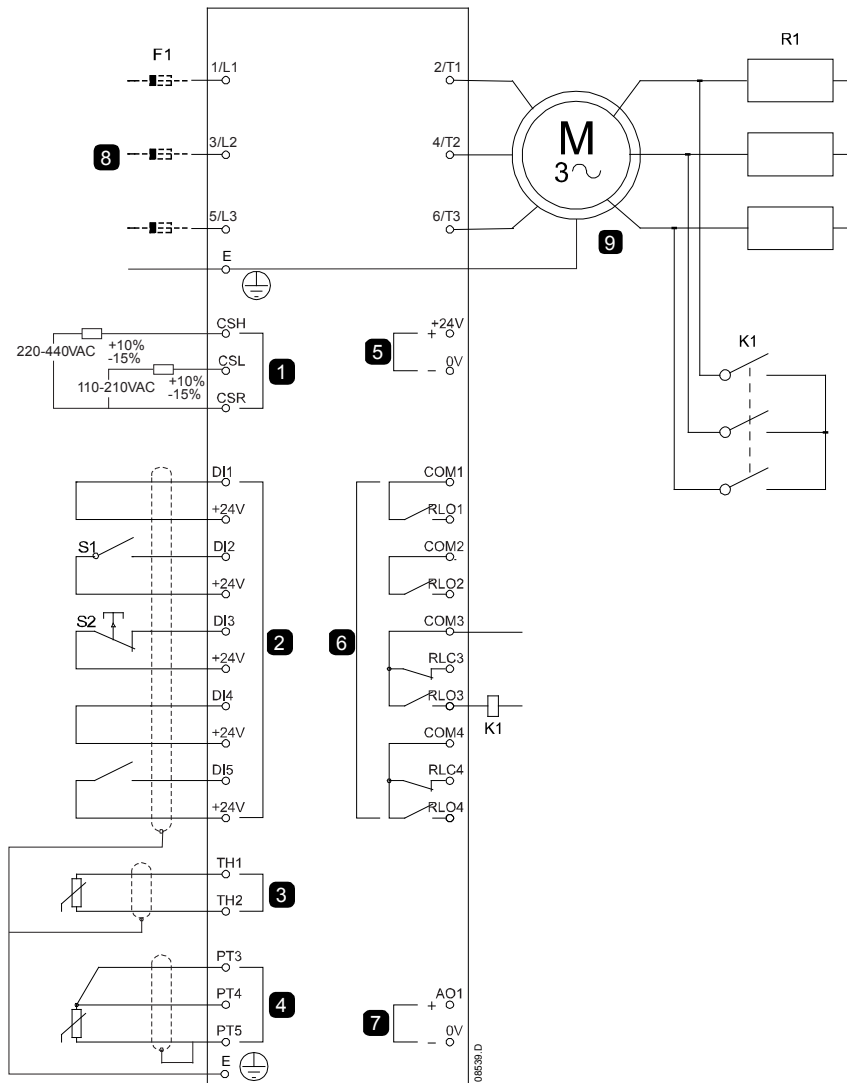 F1
R1
1/L1
2/T1
M
3/L2
4/T2
3
8
5/L3
6/T3
9
E
CSH
+24V
+
K1
220-440VAC
+10%
-15%
CSL
1
5
0V
−
110-210VAC
+10%
-15%
CSR
DI1
COM1
+24V
RLO1
S1
DI2
COM2
+24V
RLO2
S2
DI3
COM3
2
6
+24V
RLC3
DI4
RLO3
K1
+24V
COM4
DI5
RLC4
+24V
RLO4
TH1
3
TH2
PT3
PT4
4
AO1
+
7
PT5
0V
−
E
08539.D